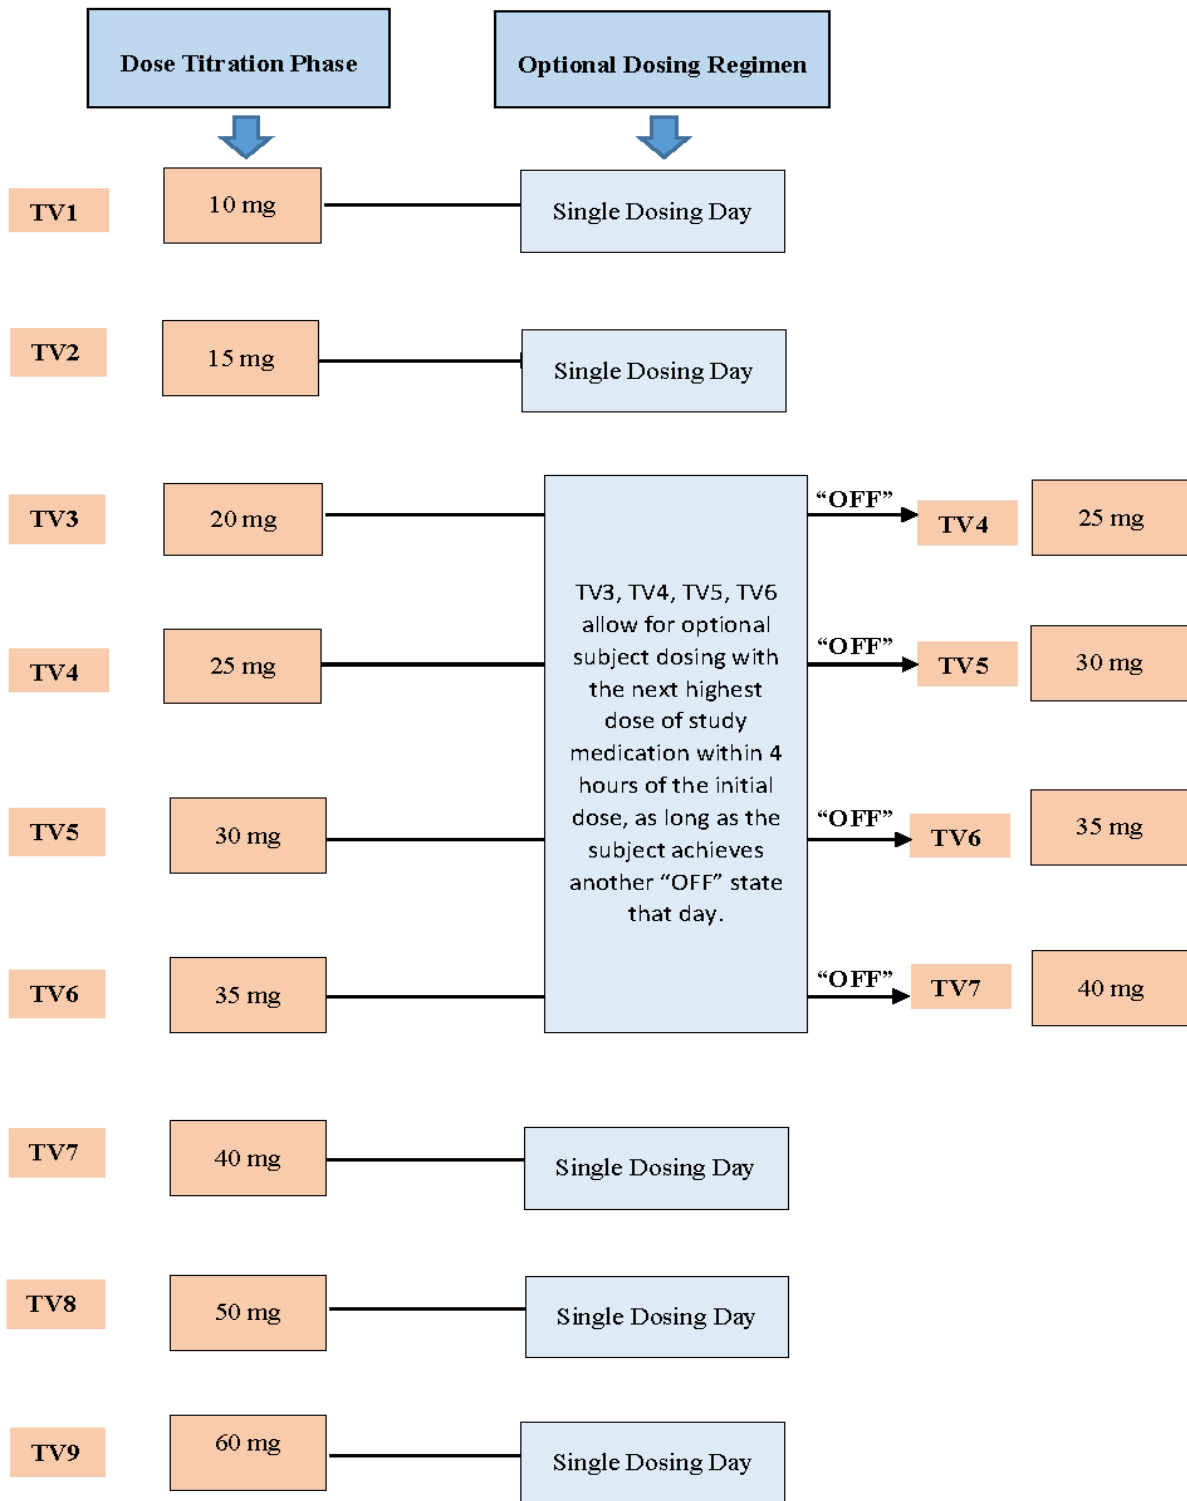 Dose Titration Phase
Optional Dosing Regimen
TV1
10 mg
Single Dosing Day
TV2
15 mg
Single Dosing Day
TV3
20 mg
“OFF”
TV4
25 mg
TV3, TV4, TV5, TV6
allow for optional
subject dosing with
the next highest
dose of study
medication within 4
hours of the initial
dose, as long as the
subject achieves
another “OFF” state
that day.
TV4
25 mg
“OFF”
TV5
30 mg
TV5
30 mg
“OFF”
TV6
35 mg
TV6
35 mg
“OFF”
TV7
40 mg
TV7
40 mg
Single Dosing Day
TV8
50 mg
Single Dosing Day
TV9
60 mg
Single Dosing Day